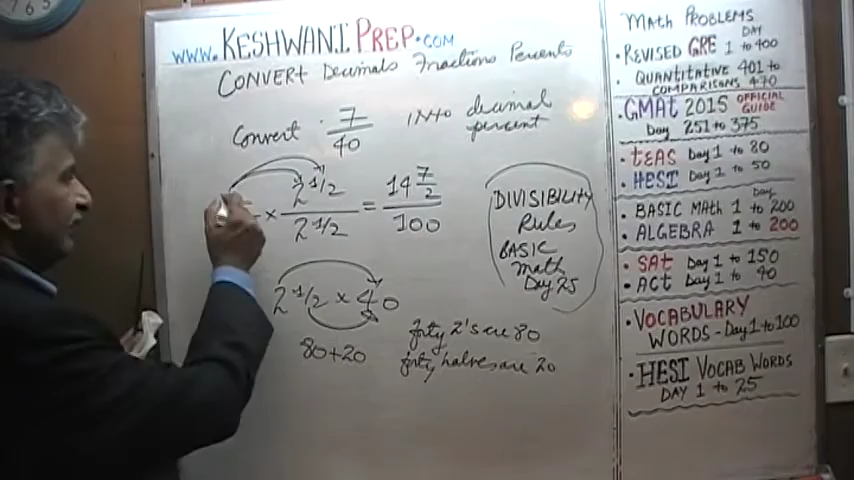 765
WWW.KESHWANI PREP.COM
CONVERT Decimals Fractions Percents
Convert 7/40 INTO decimal
percent
× 2 1/2 / 2 1/2 = 14 7/2 / 100
2 1/2 × 40
80+20
forty 2's are 80
forty halves are 20
DIVISIBILITY
Rules
BASIC
math
Day 25
MATH PROBLEMS
• REVISED GRE DAY 1 to 400
• QUANTITATIVE 401 to
COMPARISONS 470
GMAT 2015 OFFICIAL GUIDE
Day 251 to 375
• TEAS Day 1 to 80
• HESI Day 1 to 50
Day
• BASIC MATH 1 to 200
• ALGEBRA 1 to 200
• SAT Day 1 to 150
• ACT Day 1 to 40
• VOCABULARY
WORDS - Day 1 to 100
• HESI VOCAB WORDS
DAY 1 to 25